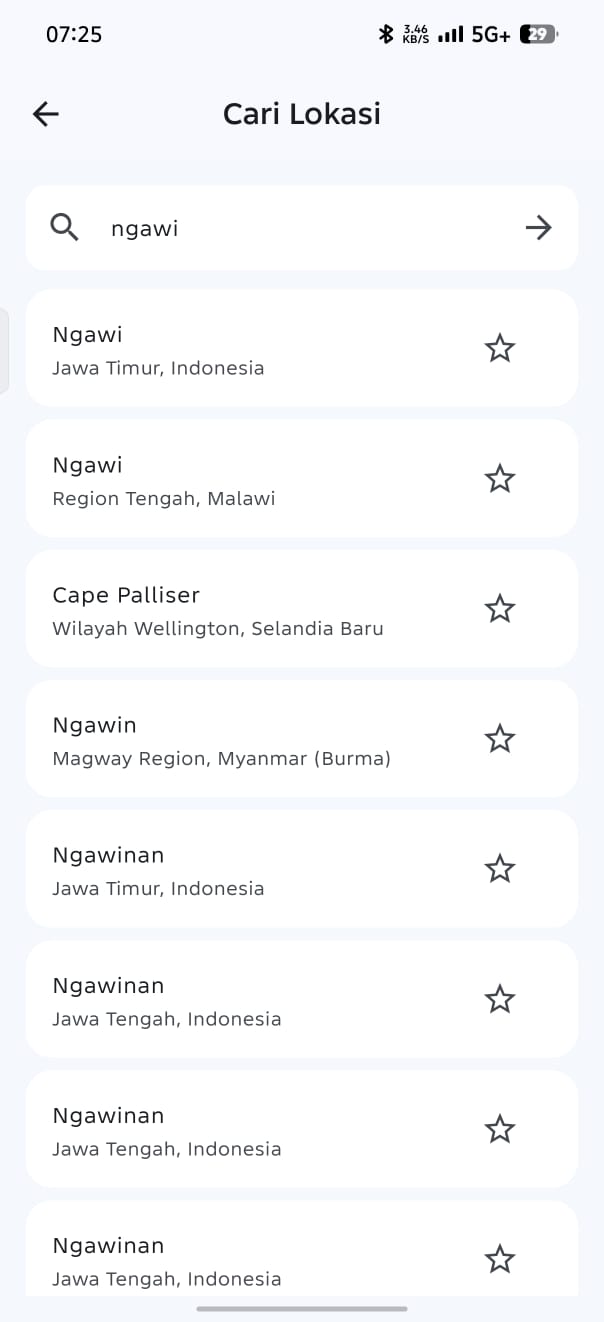 07:25
3.46
KB/S
5G+
29
Cari Lokasi
ngawi
Ngawi
Jawa Timur, Indonesia
Ngawi
Region Tengah, Malawi
Cape Palliser
Wilayah Wellington, Selandia Baru
Ngawin
Magway Region, Myanmar (Burma)
Ngawinan
Jawa Timur, Indonesia
Ngawinan
Jawa Tengah, Indonesia
Ngawinan
Jawa Tengah, Indonesia
Ngawinan
Jawa Tengah, Indonesia